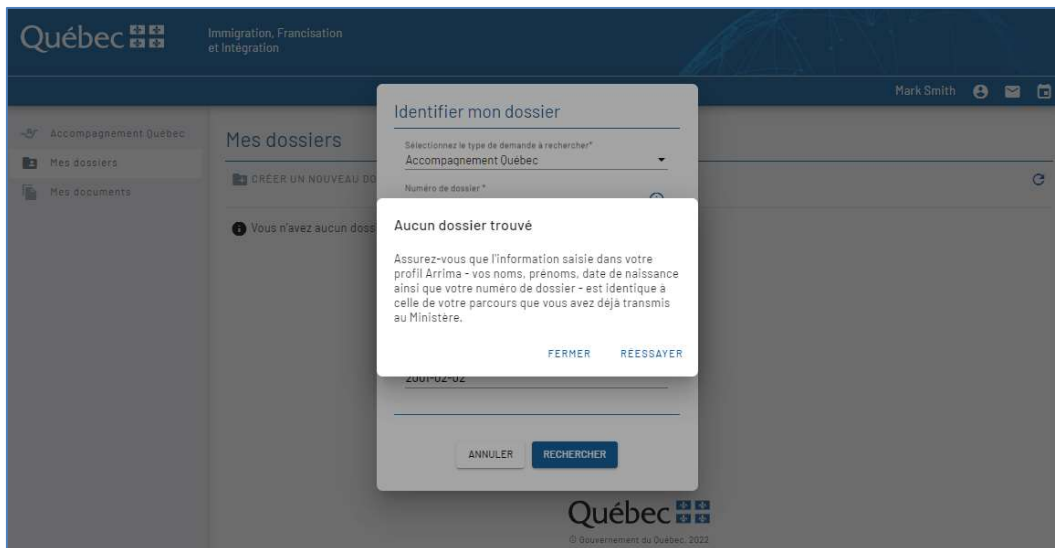 Québec
Immigration, Francisation
et Intégration
Mark Smith
Accompagnement Québec
Mes dossiers
Mes documents
Mes dossiers
CRÉER UN NOUVEAU DO
Vous n'avez aucun doss
Identifier mon dossier
Sélectionnez le type de demande à rechercher*
Accompagnement Québec
Numéro de dossier *
Aucun dossier trouvé
Assurez-vous que l'information saisie dans votre
profil Arrima - vos noms, prénoms, date de naissance
ainsi que votre numéro de dossier - est identique à
celle de votre parcours que vous avez déjà transmis
au Ministère.
FERMER RÉESSAYER
2001-02-02
ANNULER RECHERCHER
Québec
© Gouvernement du Québec, 2022